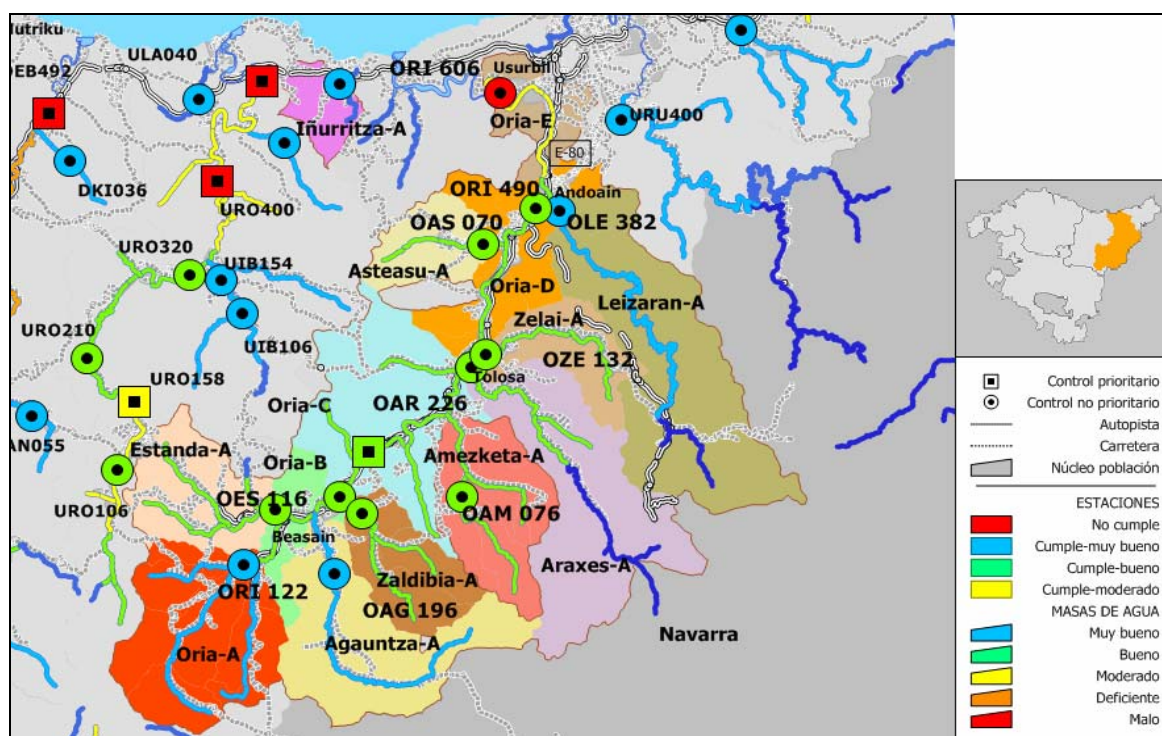 ULA040
DEB492
ORI 606
Usurbil
Iñurritza-A
Oria-E
URU400
DKI036
E-80
URO400
ORI 490
Andoain
OAS 070
OLE 382
URO320
UIB154
Asteasu-A
Oria-D
Leizaran-A
Zelai-A
URO210
UIB106
OZE 132
Tolosa
URO158
Oria-C
OAR 226
Estanda-A
Amezketa-A
Oria-B
URO106
OES 116
OAM 076
Beasain
Araxes-A
ORI 122
Zaldibia-A
OAG 196
Navarra
Oria-A
Agauntza-A
Control prioritario
Control no prioritario
Autopista
Carretera
Núcleo población
ESTACIONES
No cumple
Cumple-muy bueno
Cumple-bueno
Cumple-moderado
MASAS DE AGUA
Muy bueno
Bueno
Moderado
Deficiente
Malo